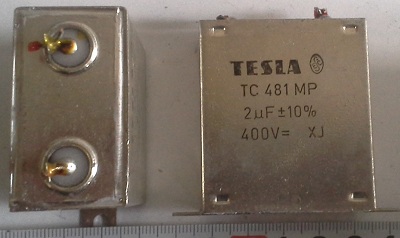 TESLA
TC 481 MP
2µF ±10%
400V= XJ